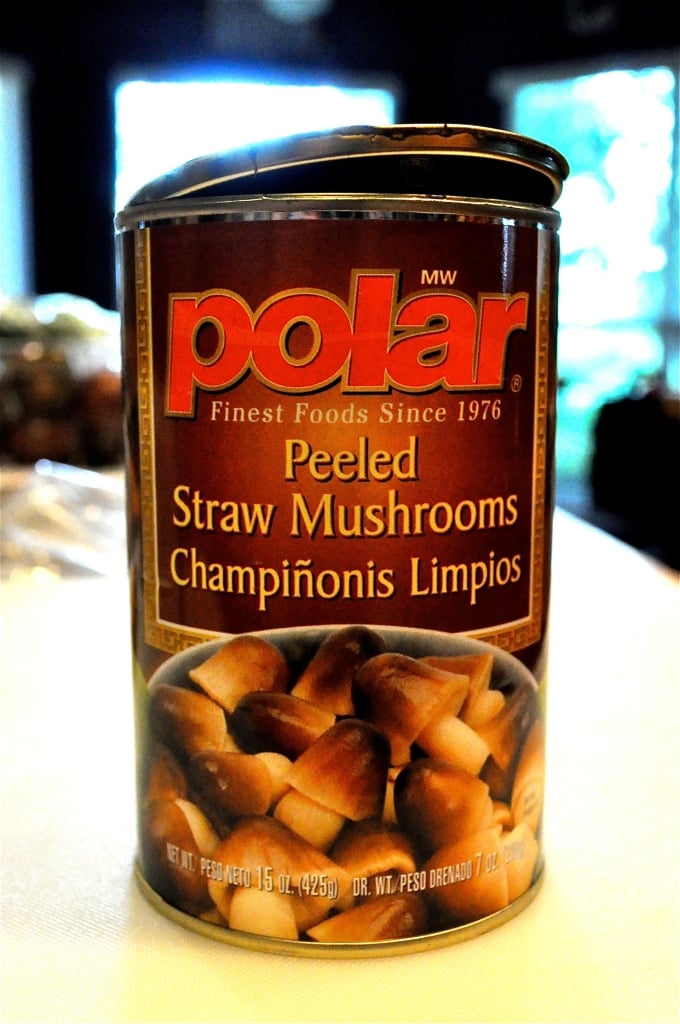 MW
polar®
Finest Foods Since 1976
Peeled
Straw Mushrooms
Champiñonis Limpios
NET WT. PESO NETO 15 OZ. (425g) DR. WT./PESO DRENADO 7 OZ